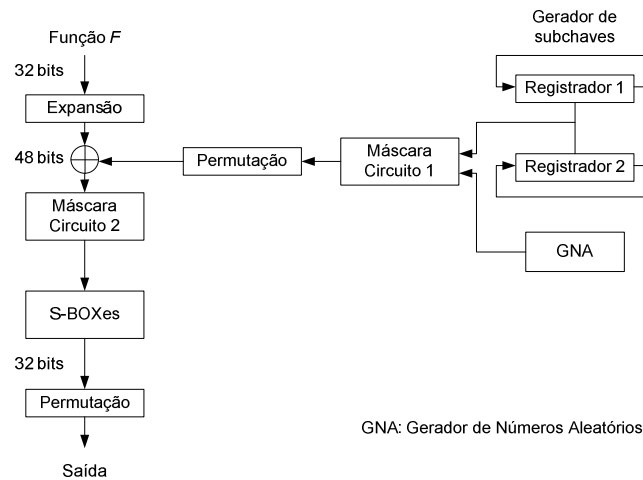 Gerador de
subchaves
Função F
32 bits
Registrador 1
Expansão
48 bits
Permutação
Máscara
Circuito 1
Registrador 2
Máscara
Circuito 2
GNA
S-BOXes
32 bits
Permutação
GNA: Gerador de Números Aleatórios
Saída